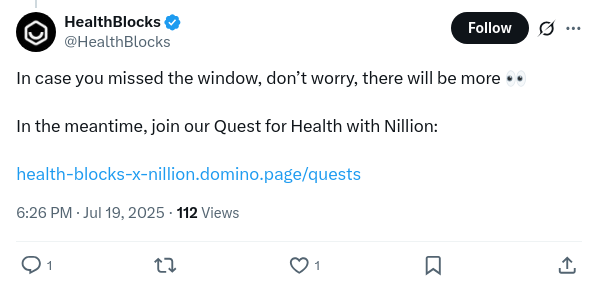 HealthBlocks
@HealthBlocks
Follow
In case you missed the window, don’t worry, there will be more 👀
In the meantime, join our Quest for Health with Nillion:
health-blocks-x-nillion.domino.page/quests
6:26 PM · Jul 19, 2025 · 112 Views
1
1